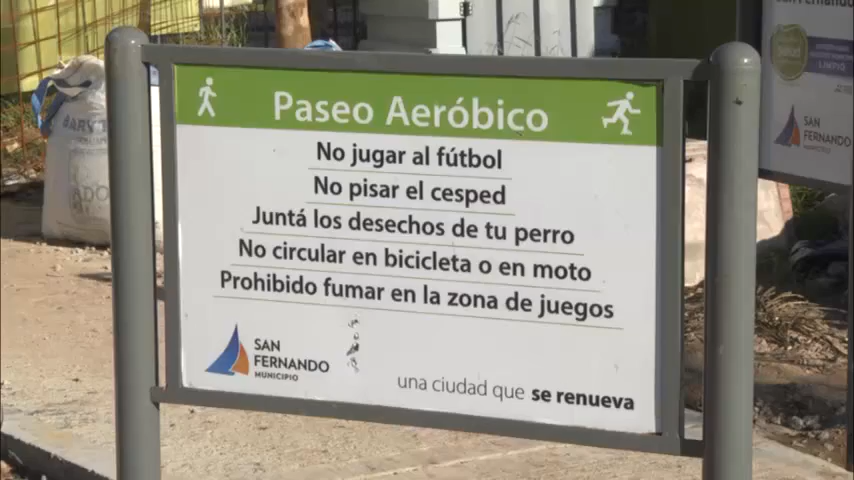 Paseo Aeróbico
No jugar al fútbol
No pisar el cesped
Juntá los desechos de tu perro
No circular en bicicleta o en moto
Prohibido fumar en la zona de juegos
SAN
FERNANDO
MUNICIPIO
una ciudad que se renueva
San Fernando
SAN
FERNANDO
MUNICIPIO